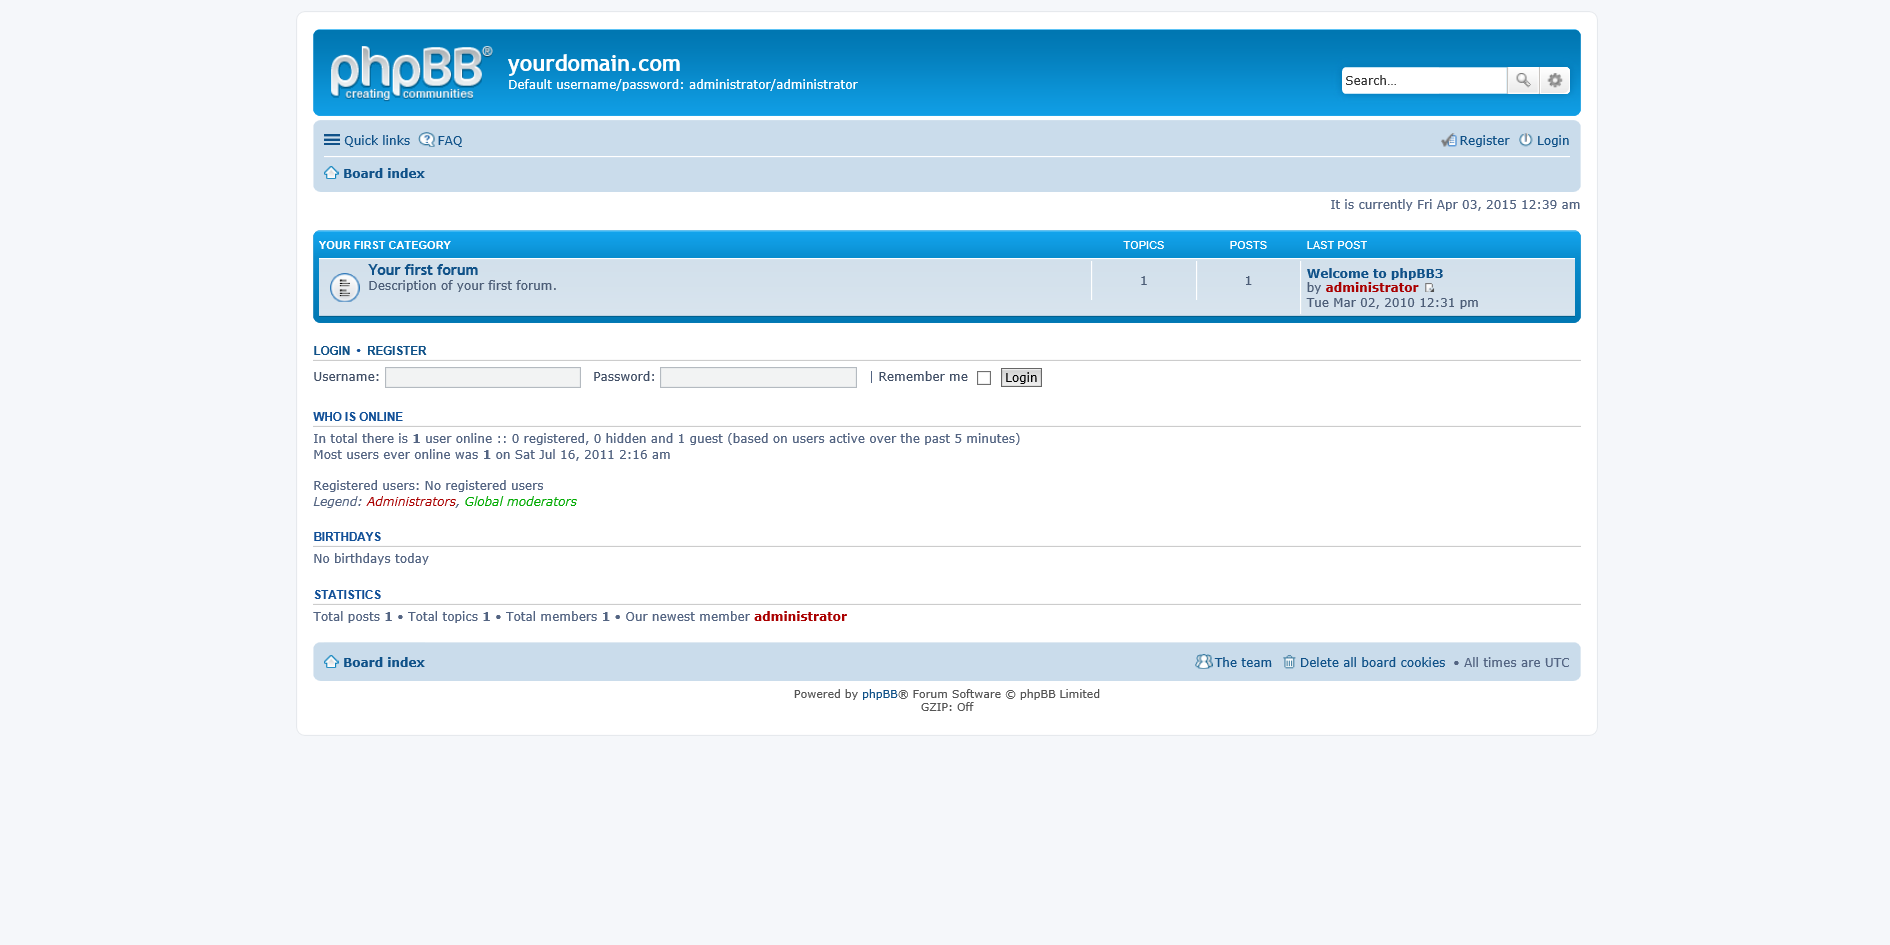 phpBB®
creating communities
yourdomain.com
Default username/password: administrator/administrator
Search…
Quick links FAQ Register Login
Board index
It is currently Fri Apr 03, 2015 12:39 am
YOUR FIRST CATEGORY TOPICS POSTS LAST POST
Your first forum
Description of your first forum.
1 1
Welcome to phpBB3
by administrator
Tue Mar 02, 2010 12:31 pm
LOGIN • REGISTER
Username: Password: | Remember me Login
WHO IS ONLINE
In total there is 1 user online :: 0 registered, 0 hidden and 1 guest (based on users active over the past 5 minutes)
Most users ever online was 1 on Sat Jul 16, 2011 2:16 am
Registered users: No registered users
Legend: Administrators, Global moderators
BIRTHDAYS
No birthdays today
STATISTICS
Total posts 1 • Total topics 1 • Total members 1 • Our newest member administrator
Board index The team Delete all board cookies • All times are UTC
Powered by phpBB® Forum Software © phpBB Limited
GZIP: Off